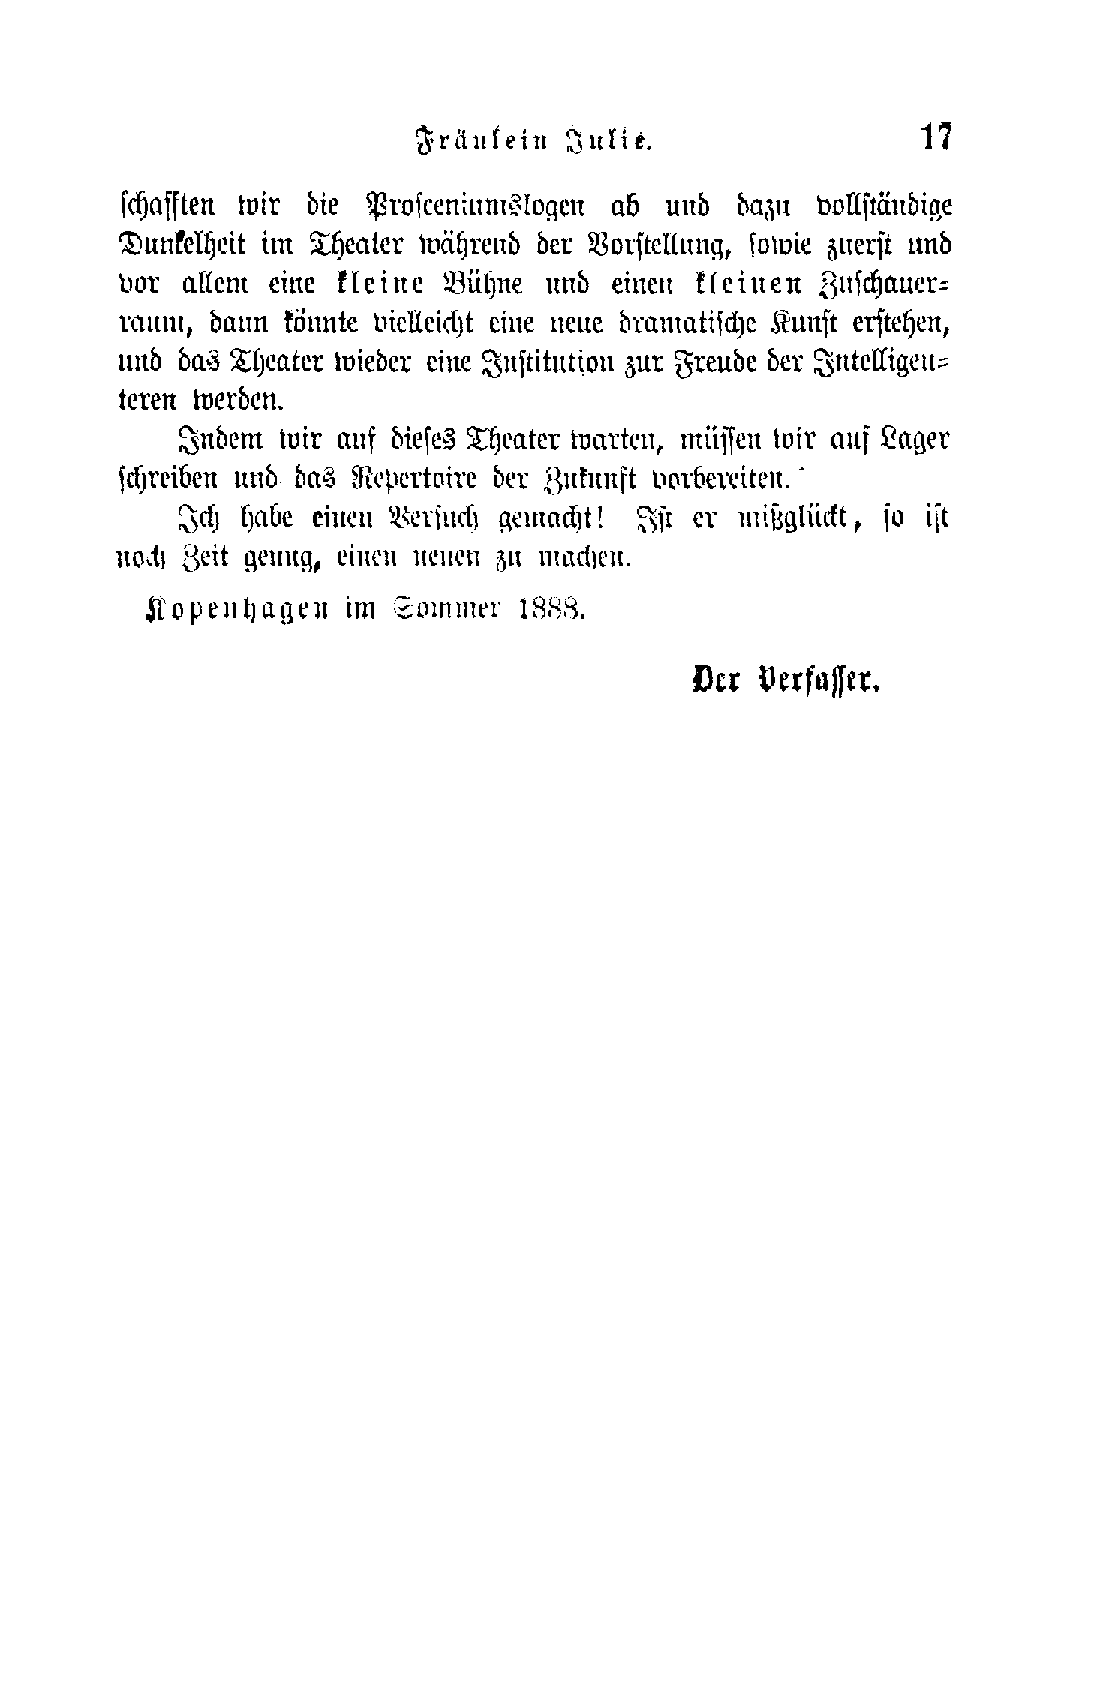 Fräulein Julie. 17
schafften wir die Prosceniumslogen ab und dazu vollständige
Dunkelheit im Theater während der Vorstellung, sowie zuerst und
vor allem eine kleine Bühne und einen kleinen Zuschauer-
raum, dann könnte vielleicht eine neue dramatische Kunst erstehen,
und das Theater wieder eine Institution zur Freude der Intelligen-
teren werden.
Indem wir auf dieses Theater warten, müssen wir auf Lager
schreiben und das Repertoire der Zukunft vorbereiten.
Ich habe einen Versuch gemacht! Ist er mißglückt, so ist
noch Zeit genug, einen neuen zu machen.
Kopenhagen im Sommer 1888.
Der Verfasser.